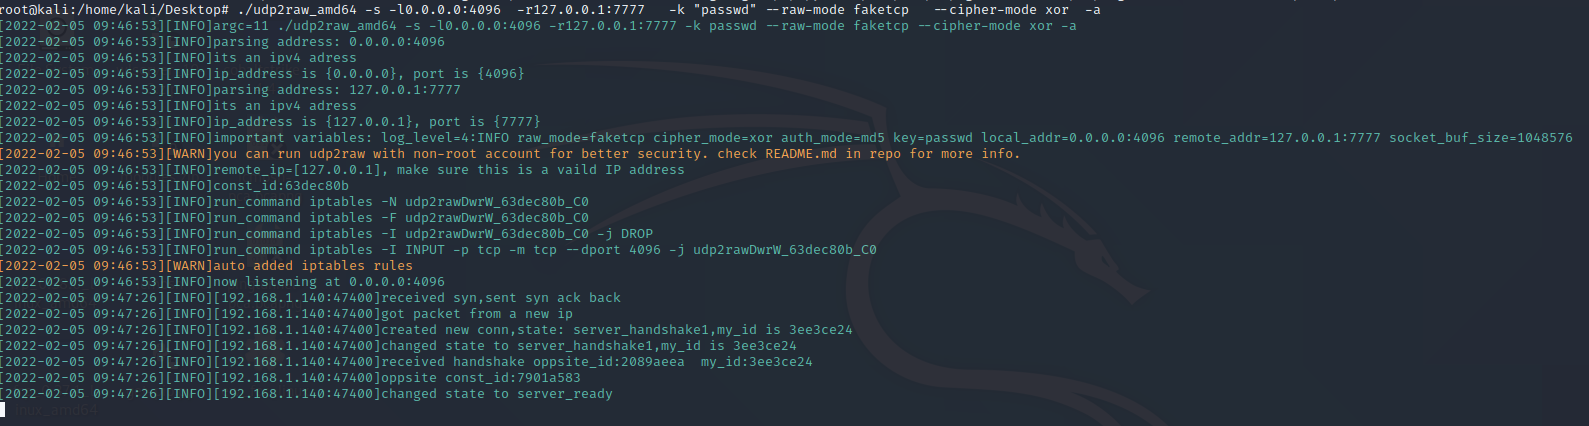 root@kali:/home/kali/Desktop# ./udp2raw_amd64 -s -l0.0.0.0:4096  -r127.0.0.1:7777   -k "passwd" --raw-mode faketcp   --cipher-mode xor  -a
[2022-02-05 09:46:53][INFO]argc=11 ./udp2raw_amd64 -s -l0.0.0.0:4096 -r127.0.0.1:7777 -k passwd --raw-mode faketcp --cipher-mode xor -a
[2022-02-05 09:46:53][INFO]parsing address: 0.0.0.0:4096
[2022-02-05 09:46:53][INFO]its an ipv4 adress
[2022-02-05 09:46:53][INFO]ip_address is {0.0.0.0}, port is {4096}
[2022-02-05 09:46:53][INFO]parsing address: 127.0.0.1:7777
[2022-02-05 09:46:53][INFO]its an ipv4 adress
[2022-02-05 09:46:53][INFO]ip_address is {127.0.0.1}, port is {7777}
[2022-02-05 09:46:53][INFO]important variables: log_level=4:INFO raw_mode=faketcp cipher_mode=xor auth_mode=md5 key=passwd local_addr=0.0.0.0:4096 remote_addr=127.0.0.1:7777 socket_buf_size=1048576
[2022-02-05 09:46:53][WARN]you can run udp2raw with non-root account for better security. check README.md in repo for more info.
[2022-02-05 09:46:53][INFO]remote_ip=[127.0.0.1], make sure this is a vaild IP address
[2022-02-05 09:46:53][INFO]const_id:63dec80b
[2022-02-05 09:46:53][INFO]run_command iptables -N udp2rawDwrW_63dec80b_C0
[2022-02-05 09:46:53][INFO]run_command iptables -F udp2rawDwrW_63dec80b_C0
[2022-02-05 09:46:53][INFO]run_command iptables -I udp2rawDwrW_63dec80b_C0 -j DROP
[2022-02-05 09:46:53][INFO]run_command iptables -I INPUT -p tcp -m tcp --dport 4096 -j udp2rawDwrW_63dec80b_C0
[2022-02-05 09:46:53][WARN]auto added iptables rules
[2022-02-05 09:46:53][INFO]now listening at 0.0.0.0:4096
[2022-02-05 09:47:26][INFO][192.168.1.140:47400]received syn,sent syn ack back
[2022-02-05 09:47:26][INFO][192.168.1.140:47400]got packet from a new ip
[2022-02-05 09:47:26][INFO][192.168.1.140:47400]created new conn,state: server_handshake1,my_id is 3ee3ce24
[2022-02-05 09:47:26][INFO][192.168.1.140:47400]changed state to server_handshake1,my_id is 3ee3ce24
[2022-02-05 09:47:26][INFO][192.168.1.140:47400]received handshake oppsite_id:2089aeea  my_id:3ee3ce24
[2022-02-05 09:47:26][INFO][192.168.1.140:47400]oppsite const_id:7901a583
[2022-02-05 09:47:26][INFO][192.168.1.140:47400]changed state to server_ready